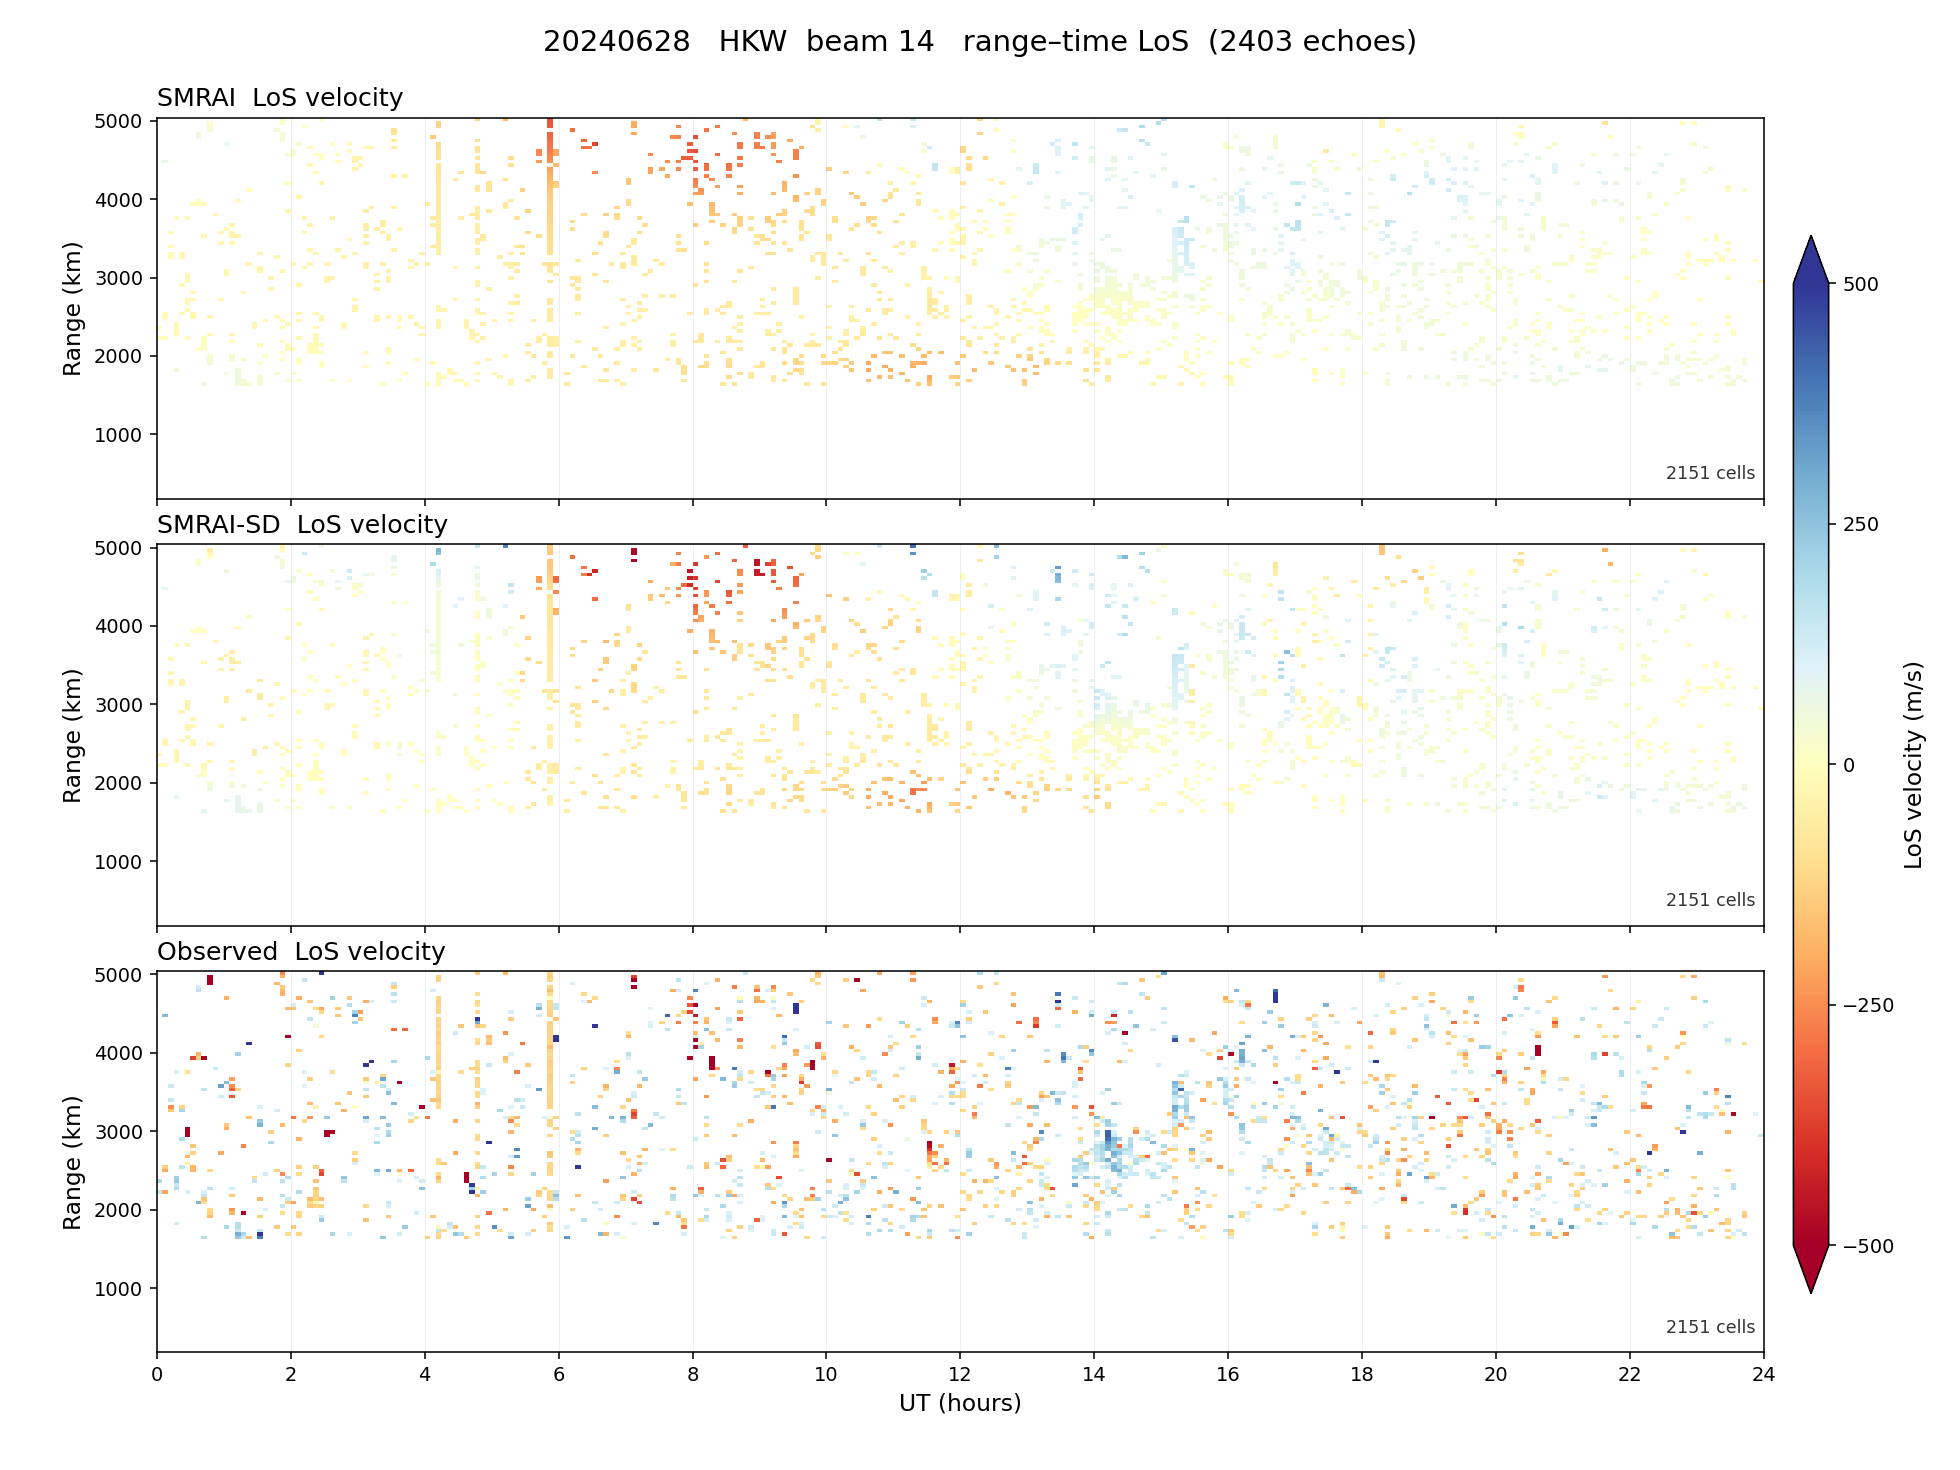 20240628   HKW  beam 14   range–time LoS  (2403 echoes)
SMRAI  LoS velocity
5000
4000
3000
2000
1000
Range (km)
2151 cells
SMRAI-SD  LoS velocity
5000
4000
3000
2000
1000
Range (km)
2151 cells
Observed  LoS velocity
5000
4000
3000
2000
1000
Range (km)
2151 cells
0 2 4 6 8 10 12 14 16 18 20 22 24
UT (hours)
500
250
0
−250
−500
LoS velocity (m/s)